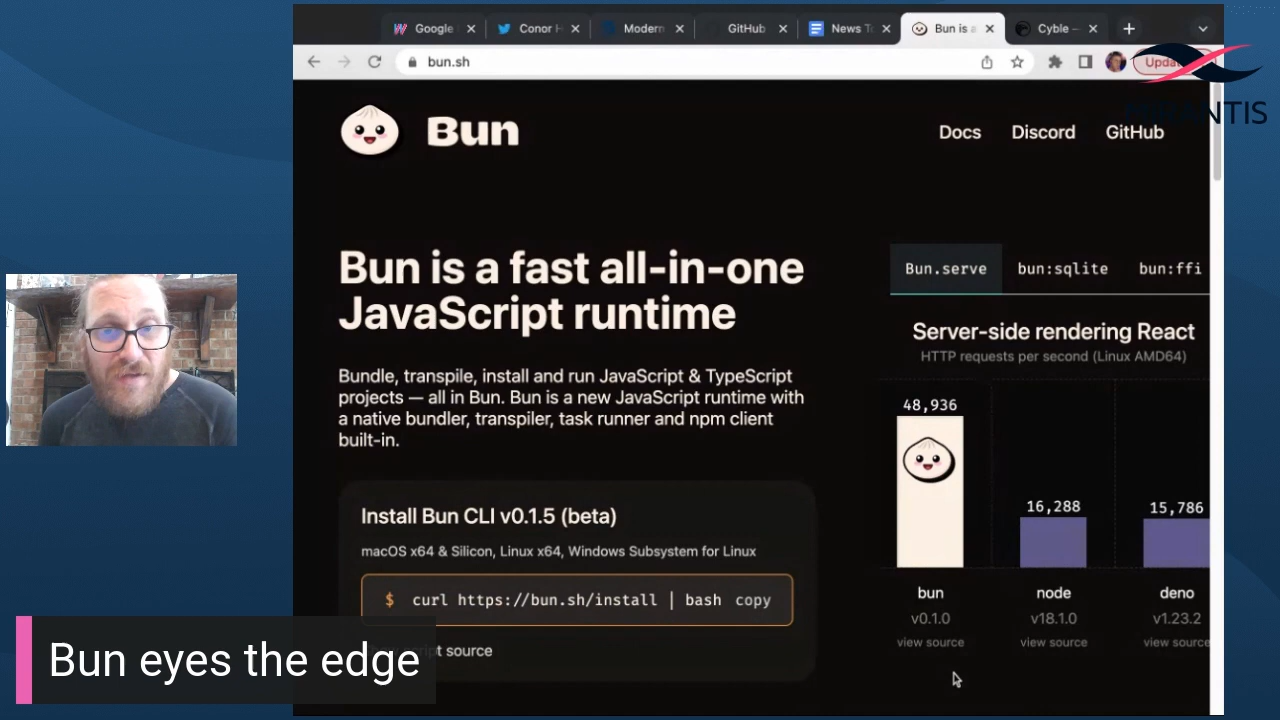 Google
Conor H
Modern
GitHub
News T
Bun is a
Cyble –
bun.sh
Upda
MIRANTIS
Bun
Docs
Discord
GitHub
Bun is a fast all-in-one
JavaScript runtime
Bundle, transpile, install and run JavaScript & TypeScript
projects — all in Bun. Bun is a new JavaScript runtime with
a native bundler, transpiler, task runner and npm client
built-in.
Install Bun CLI v0.1.5 (beta)
macOS x64 & Silicon, Linux x64, Windows Subsystem for Linux
$ curl https://bun.sh/install | bash copy
script source
Bun.serve
bun:sqlite
bun:ffi
Server-side rendering React
HTTP requests per second (Linux AMD64)
48,936
16,288
15,786
bun
node
deno
v0.1.0
v18.1.0
v1.23.2
view source
view source
view source
Bun eyes the edge